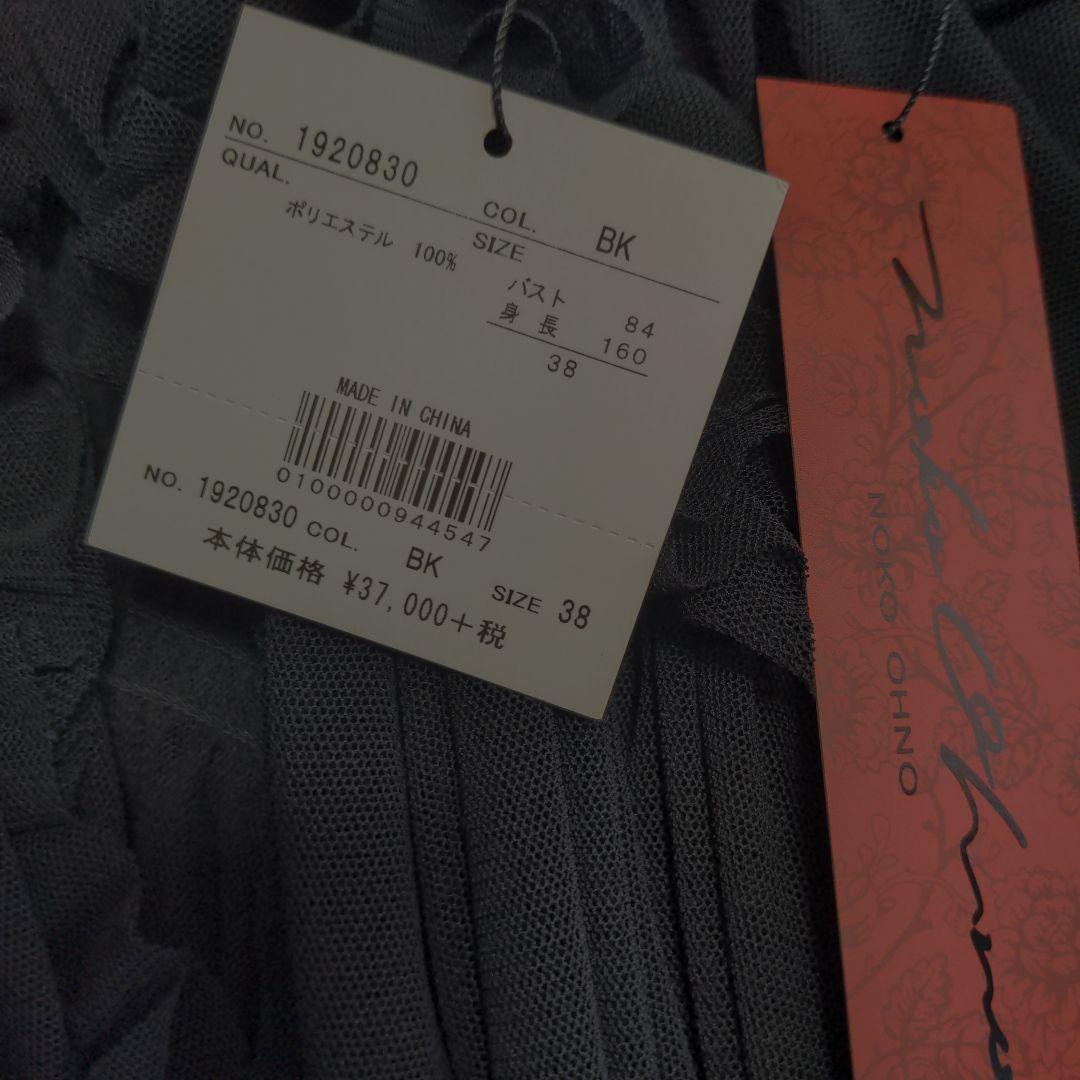 NO. 1920830 COL. BK
QUAL. SIZE
ポリエステル 100%
バスト 84
身長 160
38
MADE IN CHINA
0100000944547
NO. 1920830 COL. BK SIZE 38
本体価格 ¥37,000+税
Noko Ohno
NOKO OHNO